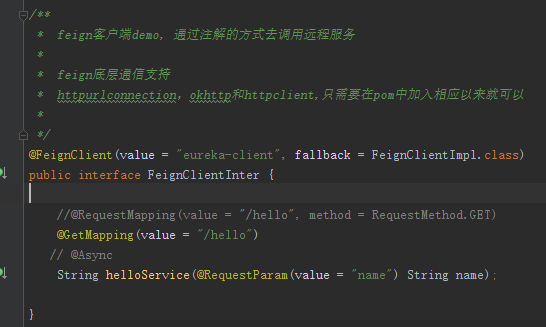 /**
* feign客户端demo, 通过注解的方式去调用远程服务
*
* feign底层通信支持
* httpurlconnection, okhttp和httpclient,只需要在pom中加入相应以来就可以
*
*/
@FeignClient(value = "eureka-client", fallback = FeignClientImpl.class)
public interface FeignClientInter {
//@RequestMapping(value = "/hello", method = RequestMethod.GET)
@GetMapping(value = "/hello")
// @Async
String helloService(@RequestParam(value = "name") String name);
}